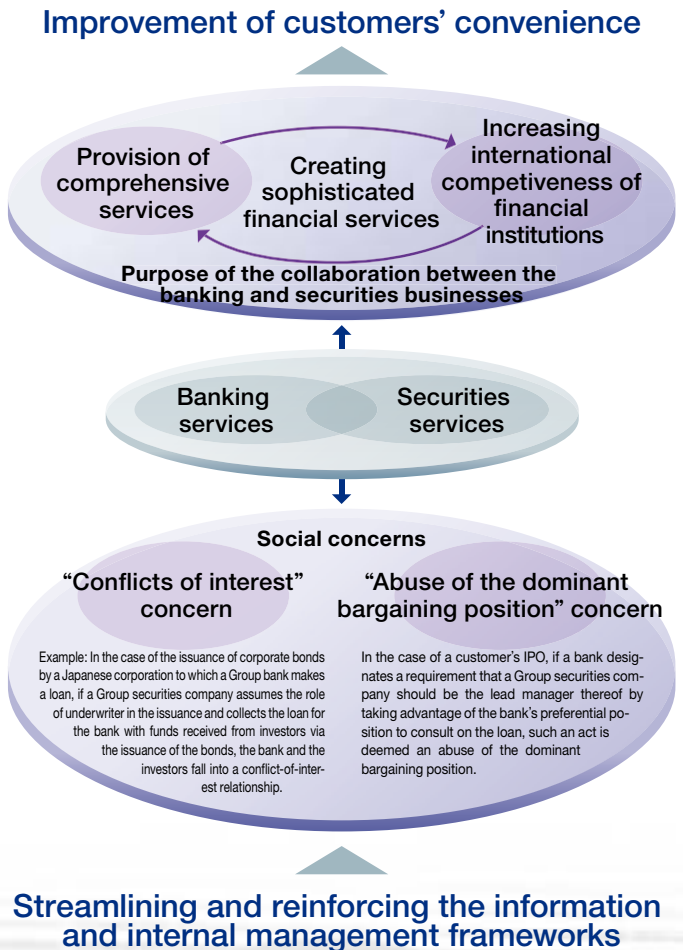 Improvement of customers’ convenience
Provision of
comprehensive
services
Creating
sophisticated
financial services
Increasing
international
competiveness of
financial
institutions
Purpose of the collaboration between the
banking and securities businesses
Banking
services
Securities
services
Social concerns
“Conflicts of interest”
concern
“Abuse of the dominant
bargaining position” concern
Example: In the case of the issuance of corporate bonds
by a Japanese corporation to which a Group bank makes
a loan, if a Group securities company assumes the role
of underwriter in the issuance and collects the loan for
the bank with funds received from investors via
the issuance of the bonds, the bank and the
investors fall into a conflict-of-inter-
est relationship.
In the case of a customer’s IPO, if a bank desig-
nates a requirement that a Group securities com-
pany should be the lead manager thereof by
taking advantage of the bank’s preferential po-
sition to consult on the loan, such an act is
deemed an abuse of the dominant
bargaining position.
Streamlining and reinforcing the information
and internal management frameworks